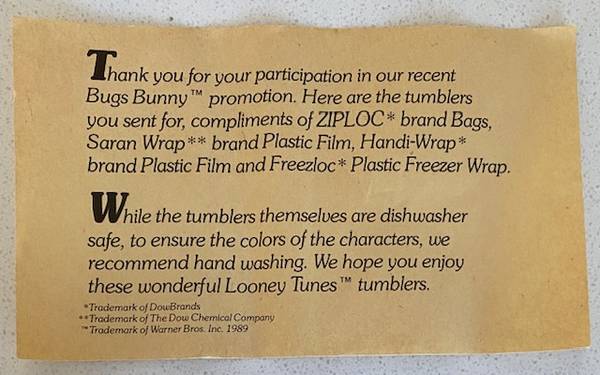 Thank you for your participation in our recent
Bugs Bunny™ promotion. Here are the tumblers
you sent for, compliments of ZIPLOC* brand Bags,
Saran Wrap** brand Plastic Film, Handi-Wrap*
brand Plastic Film and Freezloc* Plastic Freezer Wrap.
While the tumblers themselves are dishwasher
safe, to ensure the colors of the characters, we
recommend hand washing. We hope you enjoy
these wonderful Looney Tunes™ tumblers.
*Trademark of DowBrands
**Trademark of The Dow Chemical Company
™Trademark of Warner Bros. Inc. 1989